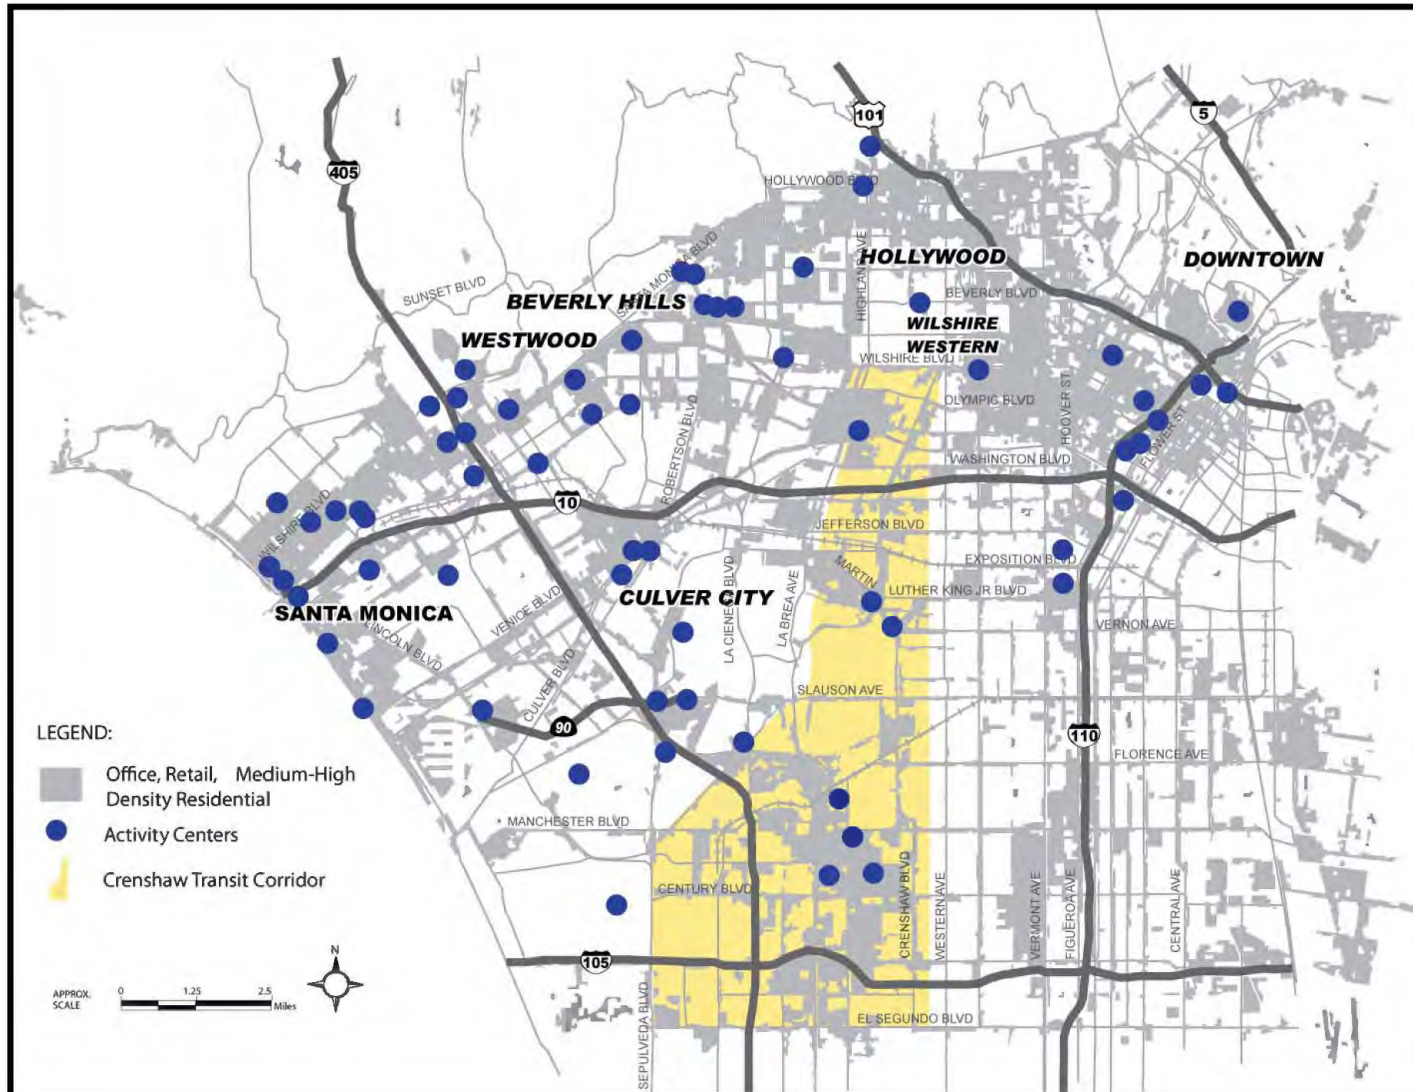 101
5
405
HOLLYWOOD BLVD
SANTA MONICA BLVD
HIGHLAND AVE
HOLLYWOOD
DOWNTOWN
SUNSET BLVD
BEVERLY HILLS
BEVERLY BLVD
WESTWOOD
WILSHIRE
WESTERN
WILSHIRE BLVD
OLYMPIC BLVD
HOOVER ST
FLOWER ST
ROBERTSON BLVD
WASHINGTON BLVD
10
WILSHIRE BLVD
JEFFERSON BLVD
EXPOSITION BLVD
MARTIN
LUTHER KING JR BLVD
CULVER CITY
LA CIENEGA BLVD
LA BREA AVE
SANTA MONICA
VENICE BLVD
LINCOLN BLVD
VERNON AVE
CULVER BLVD
SLAUSON AVE
90
110
FLORENCE AVE
LEGEND:
Office, Retail, Medium-High
Density Residential
Activity Centers
Crenshaw Transit Corridor
MANCHESTER BLVD
CENTURY BLVD
CRENSHAW BLVD
WESTERN AVE
VERMONT AVE
FIGUEROA AVE
CENTRAL AVE
105
N
APPROX.
SCALE
0 1.25 2.5
Miles
SEPULVEDA BLVD
EL SEGUNDO BLVD